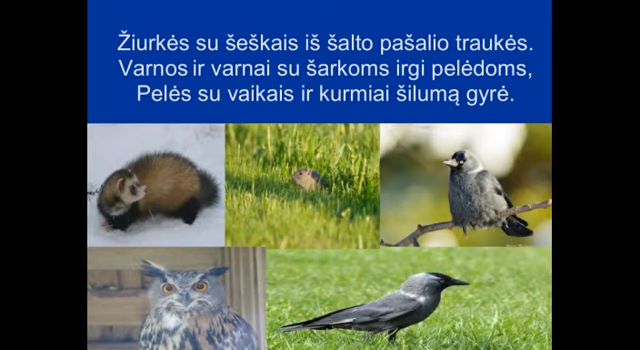 Žiurkės su šeškais iš šalto pašalio traukės.
Varnos ir varnai su šarkoms irgi pelėdoms,
Pelės su vaikais ir kurmiai šilumą gyrė.